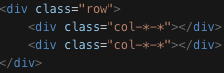 <div class="row">
    <div class="col-*-*"></div>
    <div class="col-*-*"></div>
</div>